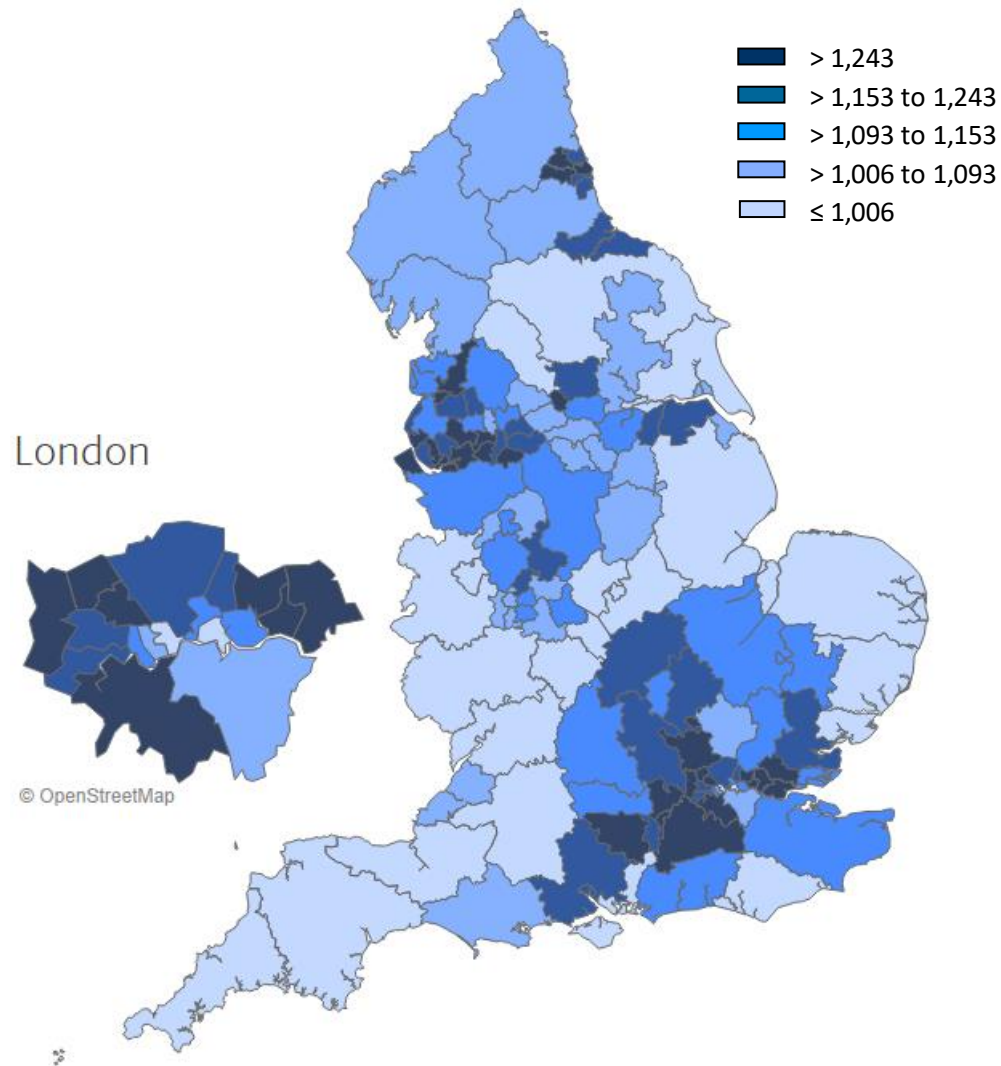 > 1,243
> 1,153 to 1,243
> 1,093 to 1,153
> 1,006 to 1,093
≤ 1,006
London
© OpenStreetMap